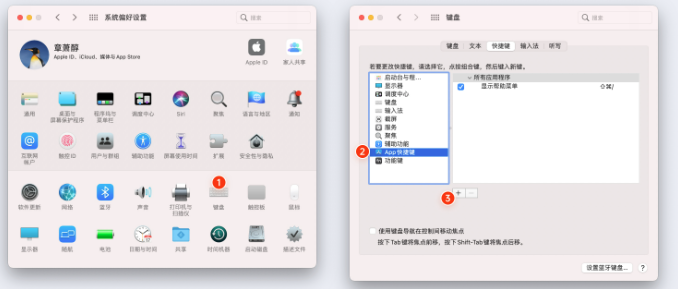 系统偏好设置
搜索
章萧醇
Apple ID、iCloud、媒体与 App Store
Apple ID
家人共享
通用
桌面与
屏幕保护程序
程序坞与
菜单栏
调度中心
Siri
聚焦
语言与地区
通知
互联网
帐户
触控 ID
用户与群组
辅助功能
屏幕使用时间
扩展
安全性与隐私
1
软件更新
网络
蓝牙
声音
打印机与
扫描仪
键盘
触控板
鼠标
显示器
随航
电池
日期与时间
共享
时间机器
启动磁盘
描述文件
键盘
搜索
键盘
文本
快捷键
输入法
听写
若要更改快捷键，请选择它，点按组合键，然后键入新键。
启动台与程...
显示器
调度中心
键盘
输入法
截屏
服务
聚焦
辅助功能
2
App 快捷键
功能键
所有应用程序
显示帮助菜单
⇧⌘/
3
+
−
使用键盘导航在控制间移动焦点
按下 Tab 键将焦点前移，按下 Shift-Tab 键将焦点后移。
设置蓝牙键盘...
?